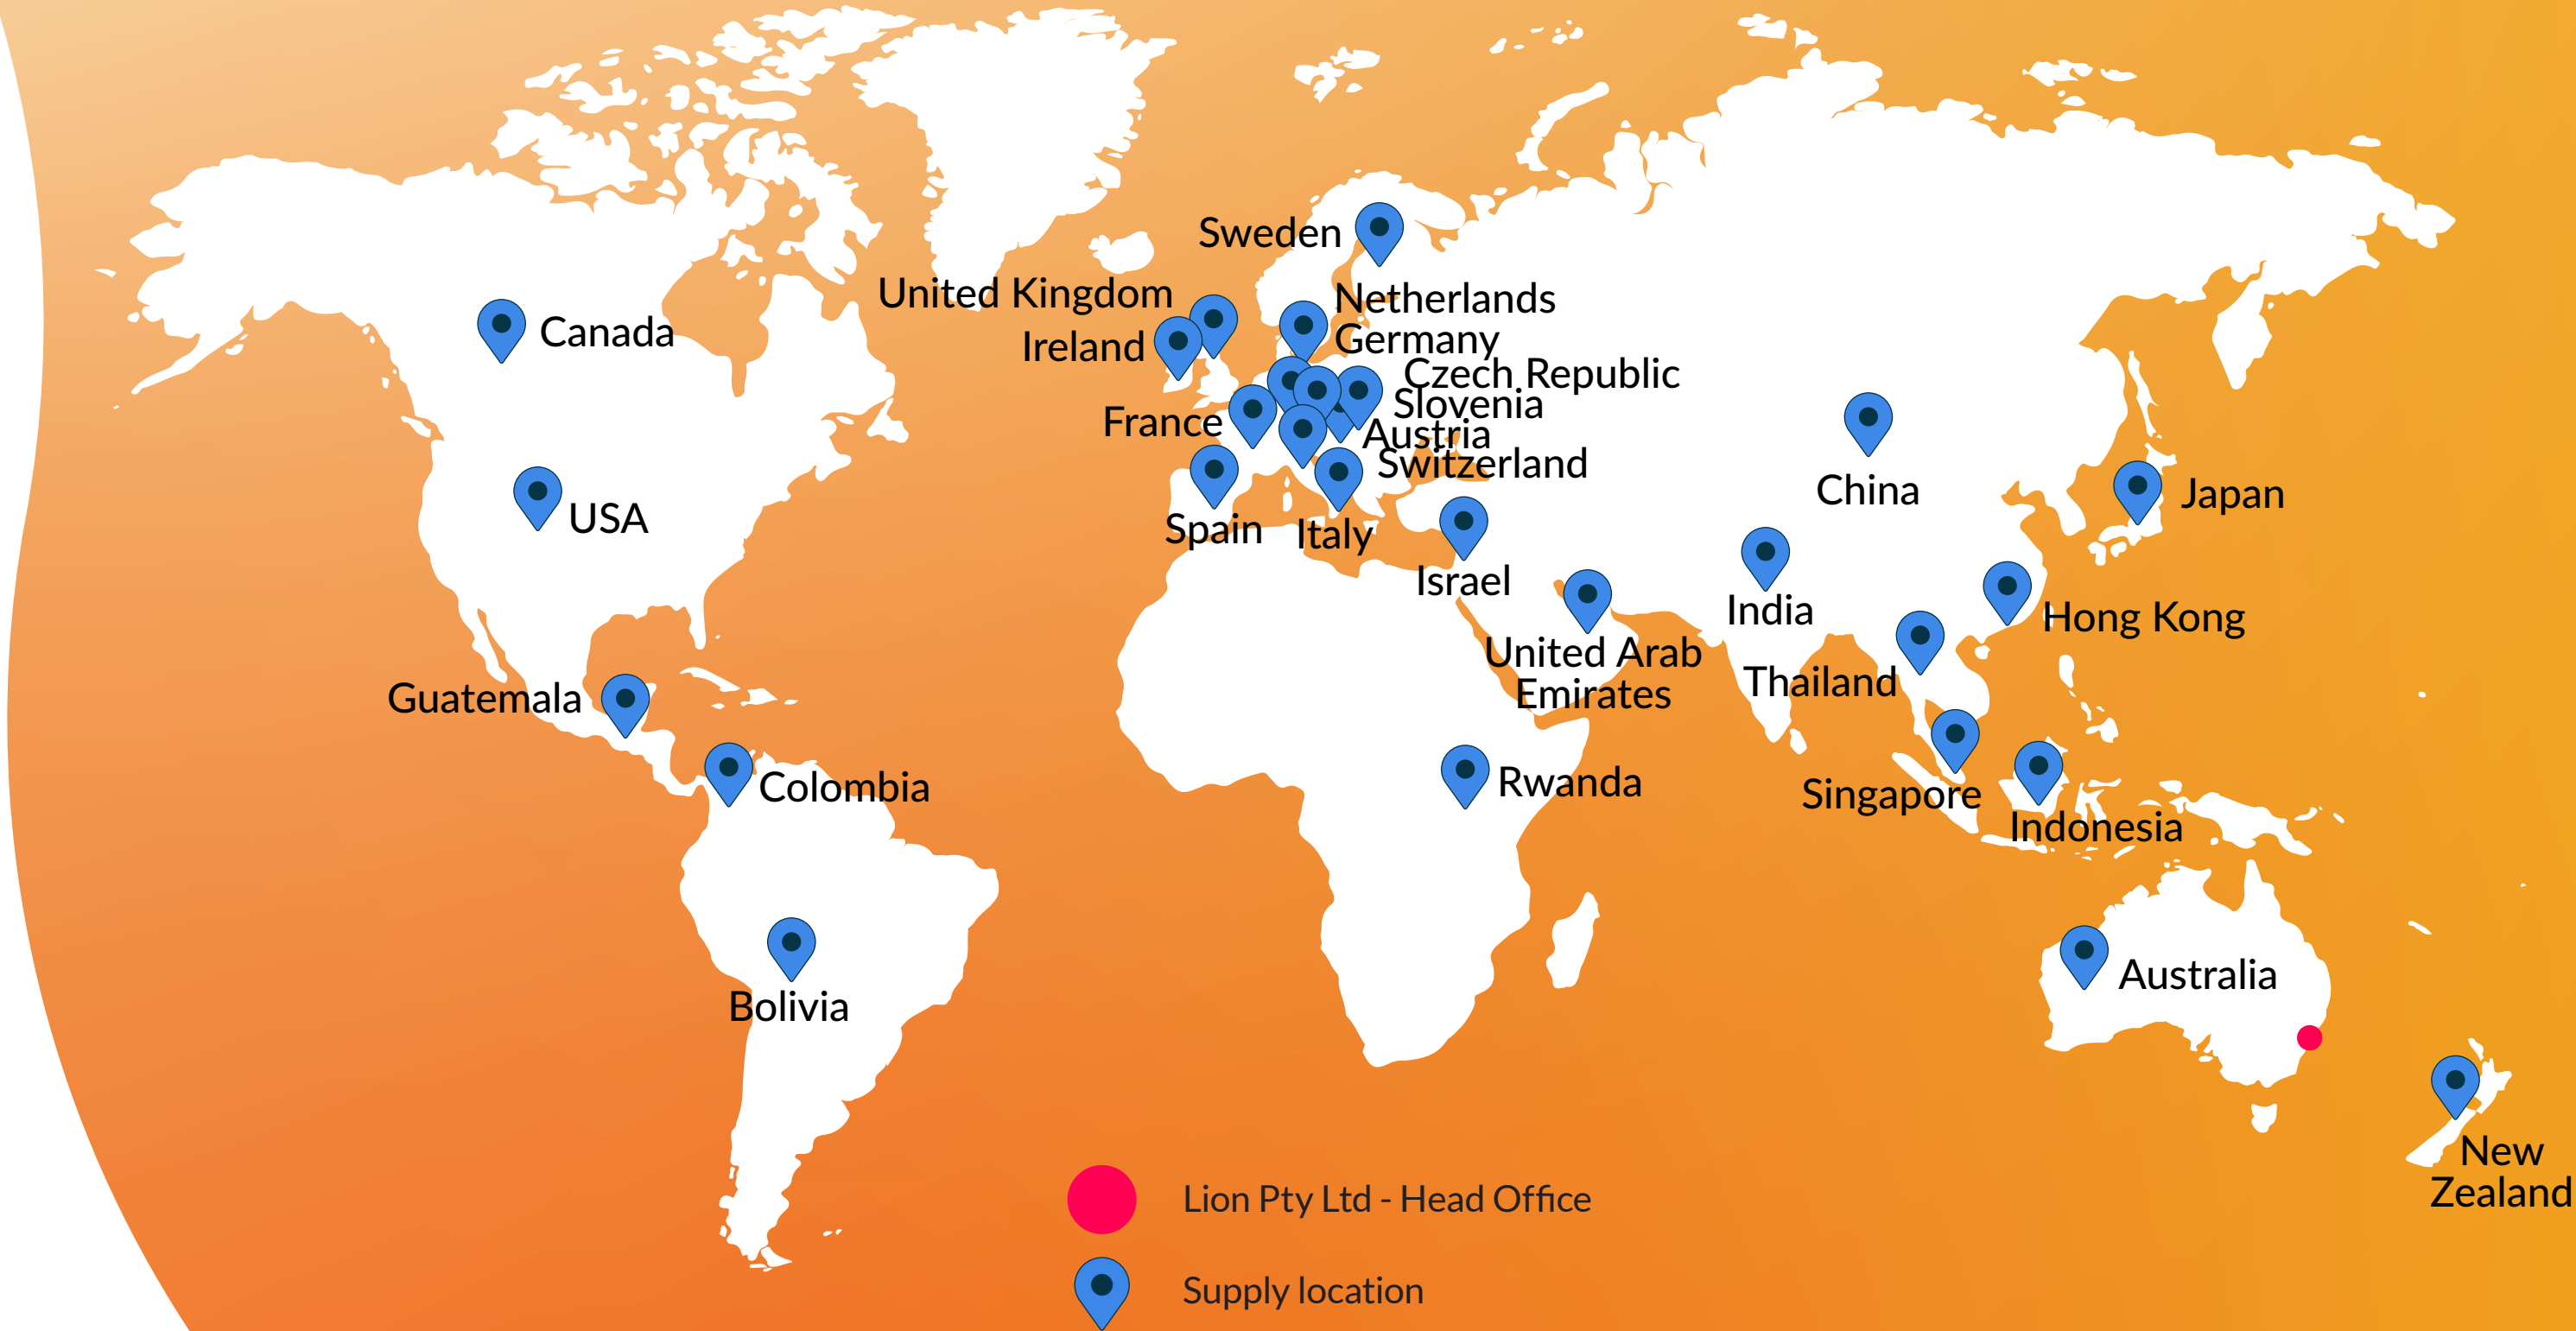 Sweden
United Kingdom
Netherlands
Canada
Ireland
Germany
Czech Republic
Slovenia
France
Austria
Switzerland
China
Japan
USA
Spain
Italy
Israel
India
Hong Kong
United Arab
Emirates
Thailand
Guatemala
Colombia
Rwanda
Singapore
Indonesia
Australia
Bolivia
New
Zealand
Lion Pty Ltd - Head Office
Supply location